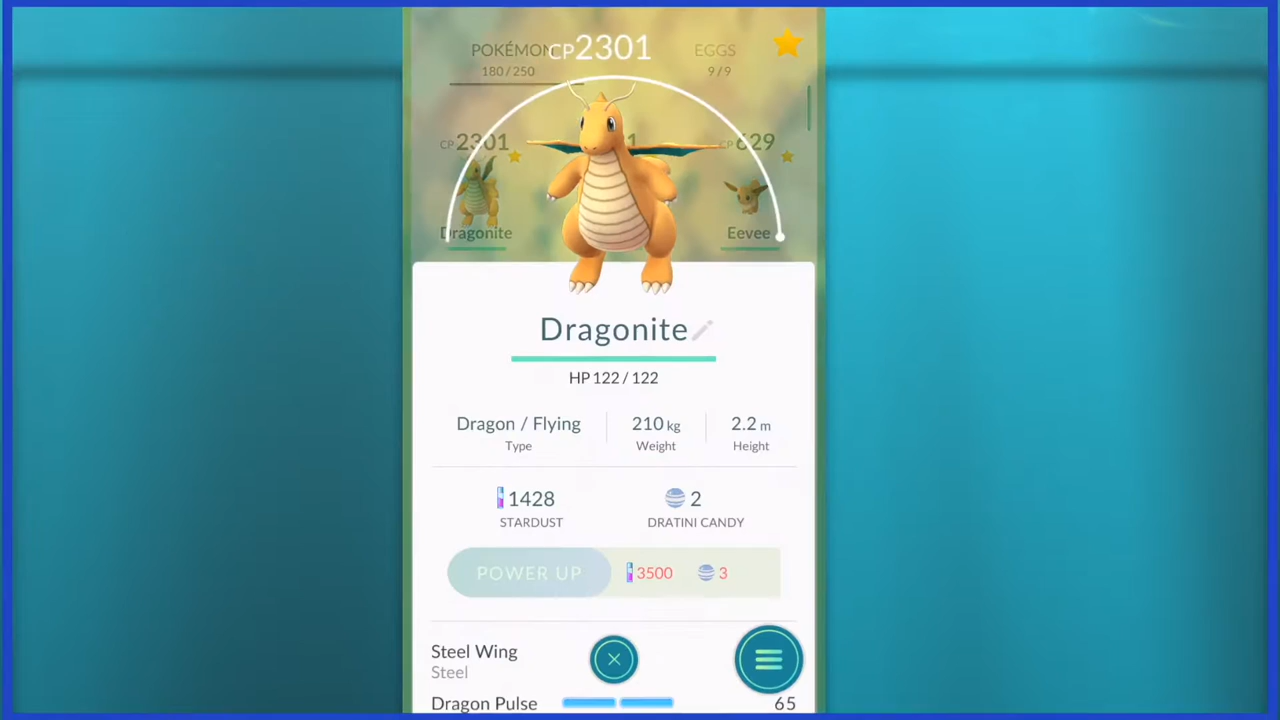 POKÉMON
CP2301
EGGS
180/250
9/9
CP2301
CP629
Dragonite
Eevee
Dragonite
HP 122 / 122
Dragon / Flying
210 kg
2.2 m
Type
Weight
Height
1428
2
STARDUST
DRATINI CANDY
POWER UP
3500
3
Steel Wing
Steel
Dragon Pulse
65